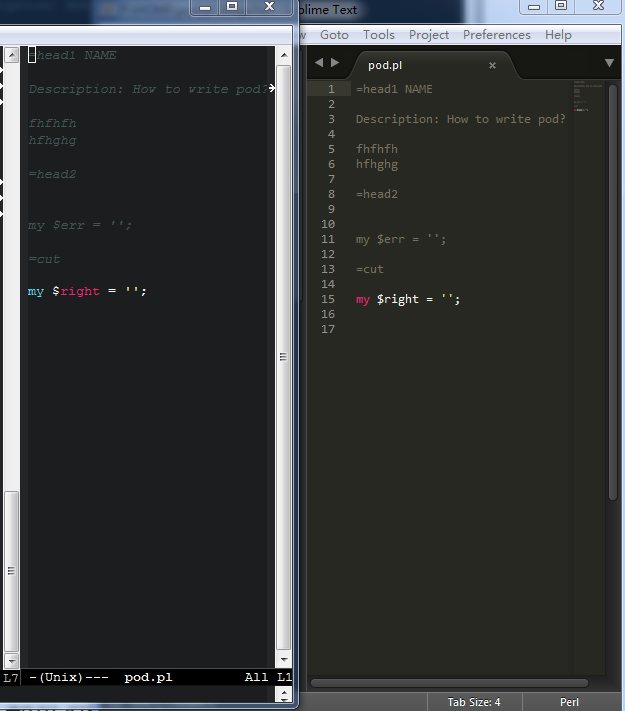 =head1 NAME
Description: How to write pod?
fhfhfh
hfhghg
=head2
my $err = '';
=cut
my $right = '';
L7 -(Unix)--- pod.pl All L1
blime Text
w Goto Tools Project Preferences Help
pod.pl ×
1 =head1 NAME
2
3 Description: How to write pod?
4
5 fhfhfh
6 hfhghg
7
8 =head2
9
10
11 my $err = '';
12
13 =cut
14
15 my $right = '';
16
17
Tab Size: 4 Perl